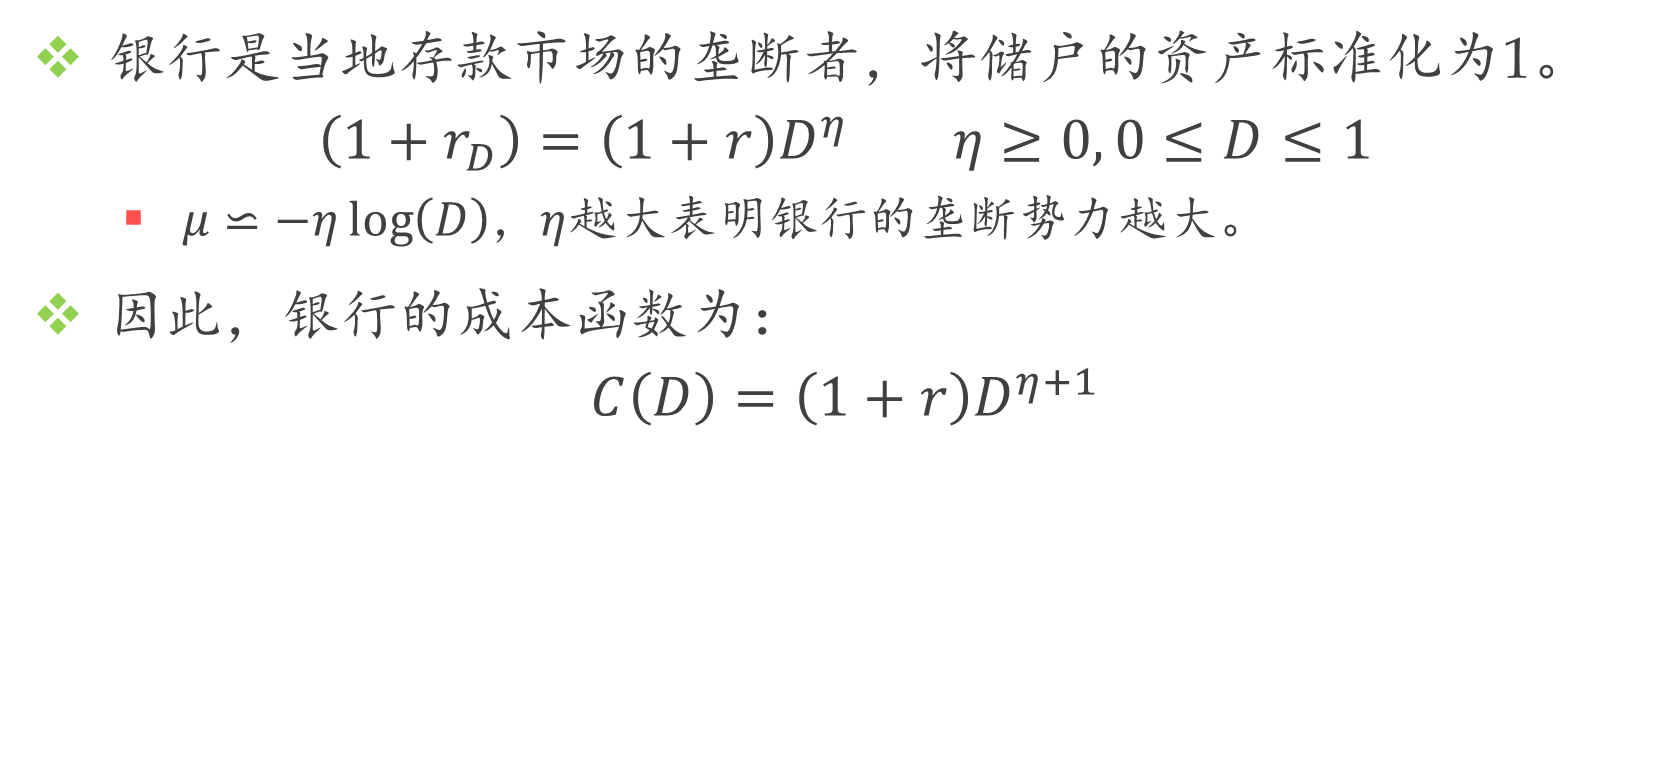 银行是当地存款市场的垄断者，将储户的资产标准化为1。
(1 + r_D) = (1 + r)D^η    η ≥ 0, 0 ≤ D ≤ 1
μ ≌ −η log(D)，η越大表明银行的垄断势力越大。
因此，银行的成本函数为：
C(D) = (1 + r)D^{η+1}